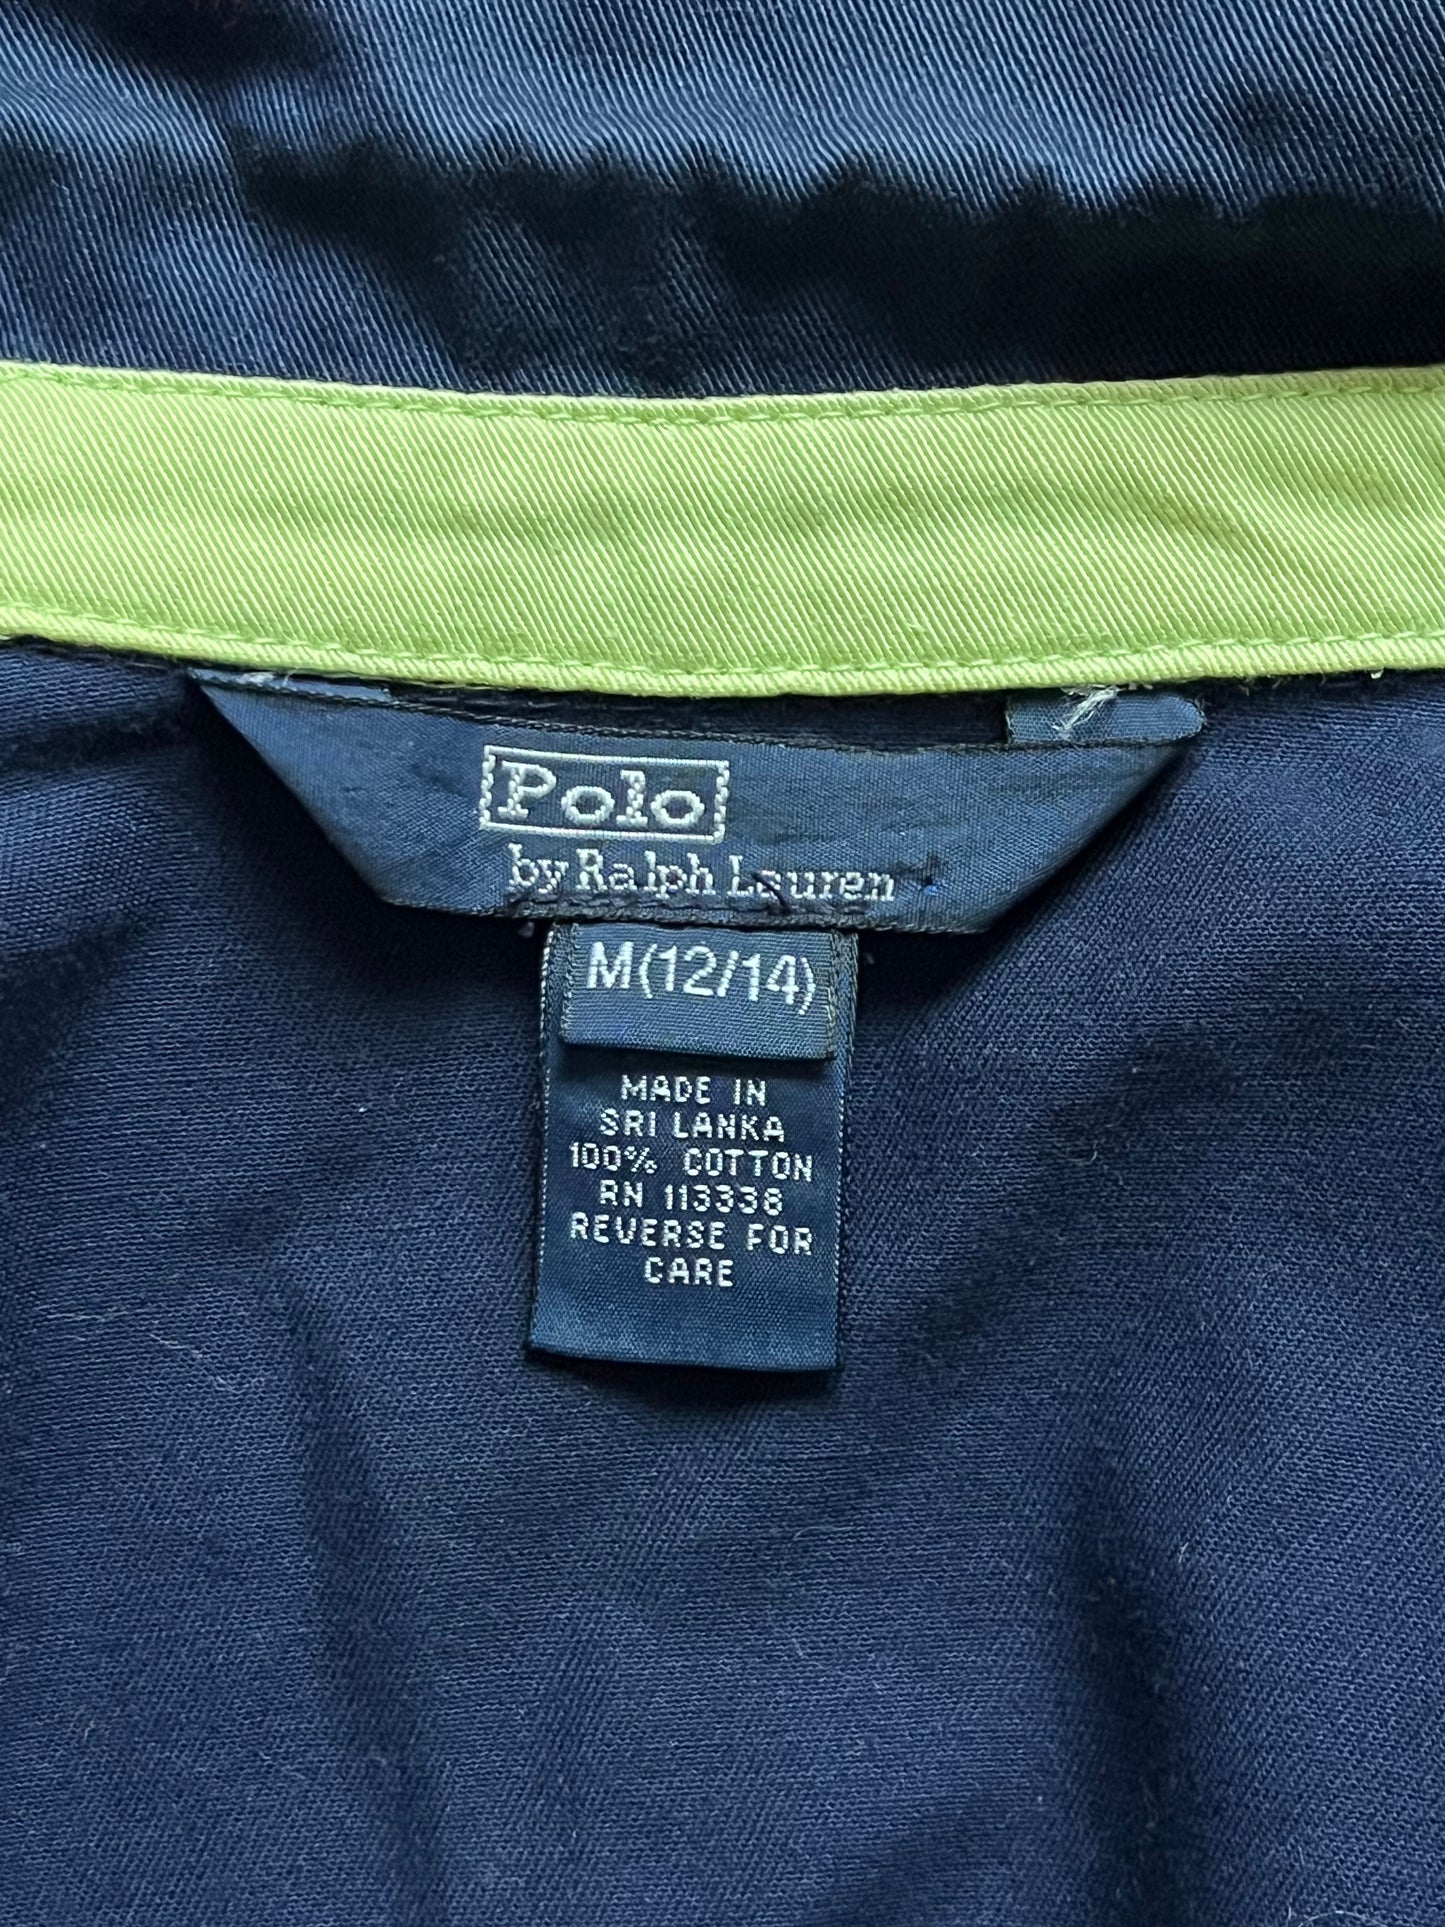 Polo
by Ralph Lauren
M(12/14)
MADE IN
SRI LANKA
100% COTTON
RN 113338
REVERSE FOR
CARE